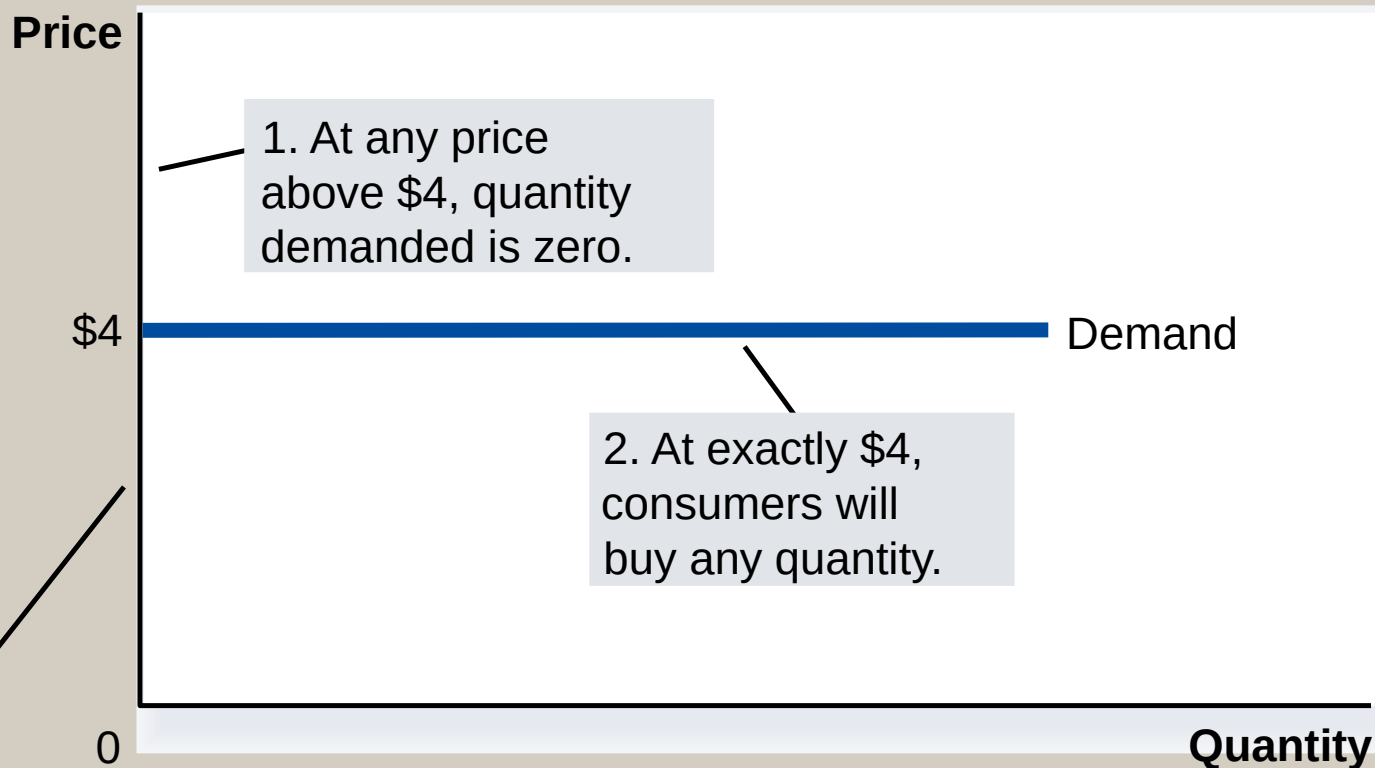 Price
1. At any price
above $4, quantity
demanded is zero.
$4
Demand
2. At exactly $4,
consumers will
buy any quantity.
0
Quantity